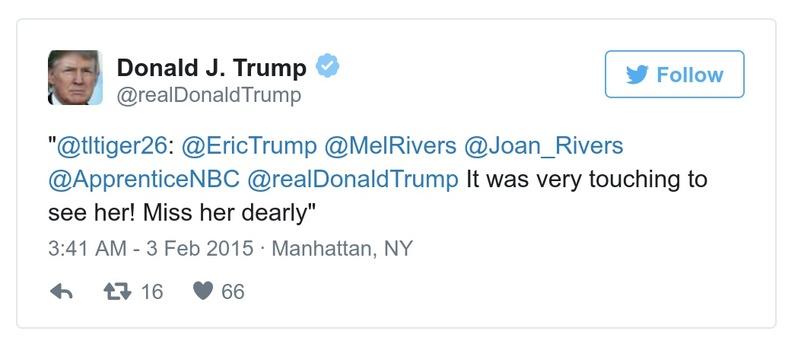 Donald J. Trump
@realDonaldTrump
Follow
"@tltiger26: @EricTrump @MelRivers @Joan_Rivers
@ApprenticeNBC @realDonaldTrump It was very touching to
see her! Miss her dearly"
3:41 AM - 3 Feb 2015 · Manhattan, NY
16 66